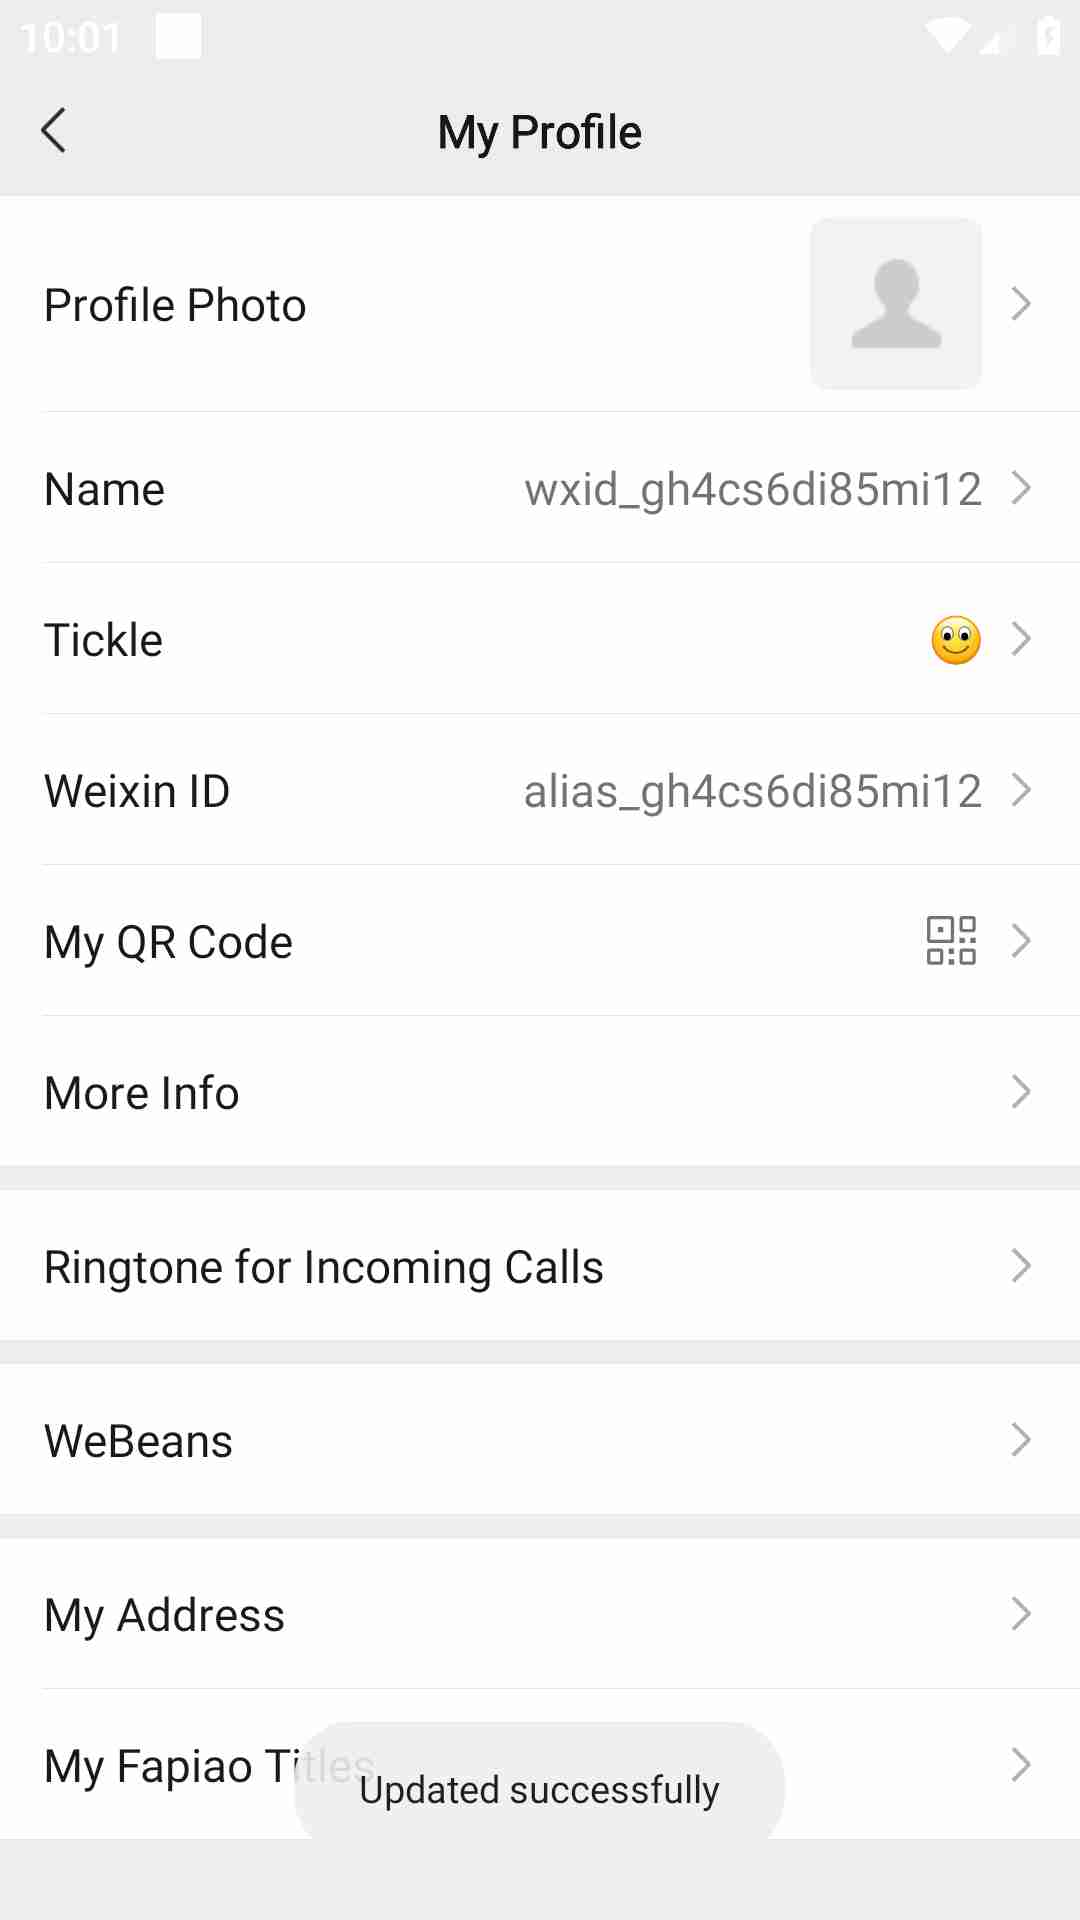 10:01
My Profile
Profile Photo
Name wxid_gh4cs6di85mi12
Tickle
Weixin ID alias_gh4cs6di85mi12
My QR Code
More Info
Ringtone for Incoming Calls
WeBeans
My Address
My Fapiao Titles
Updated successfully